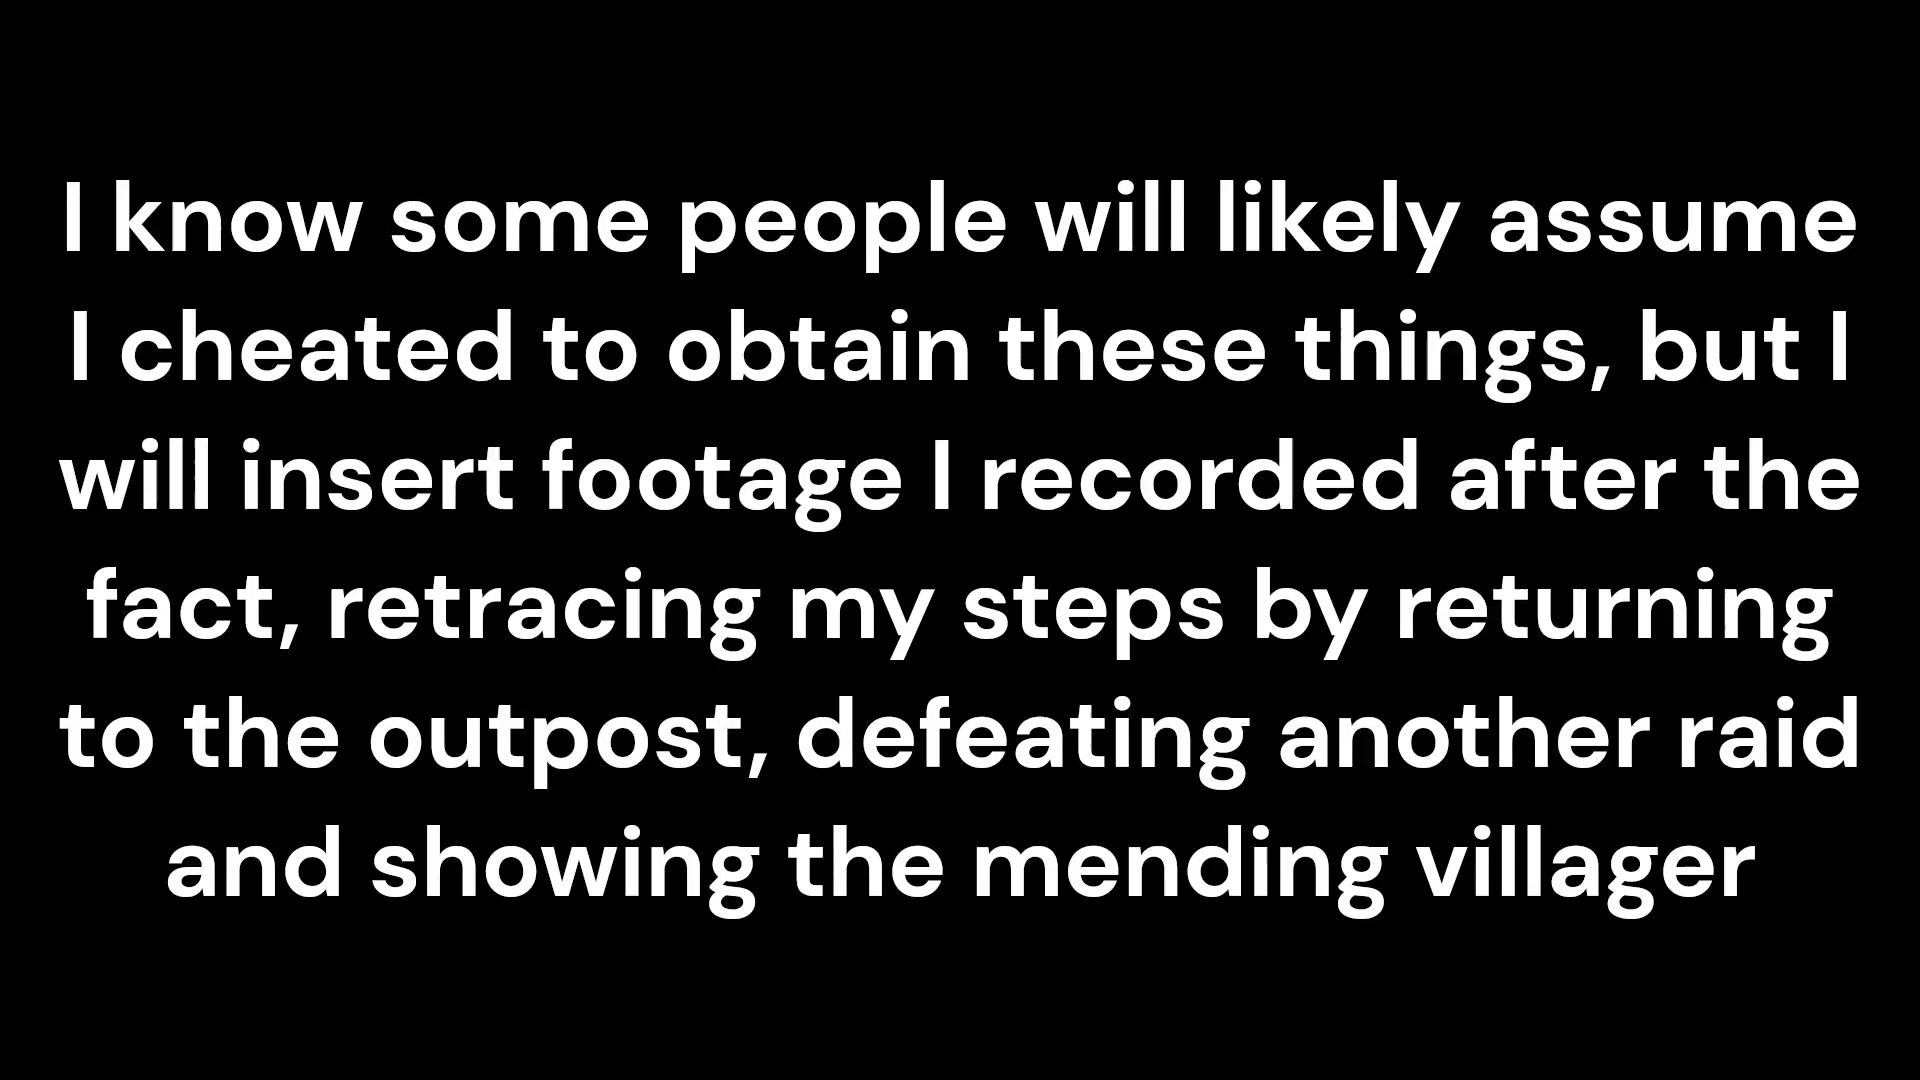 I know some people will likely assume
I cheated to obtain these things, but I
will insert footage I recorded after the
fact, retracing my steps by returning
to the outpost, defeating another raid
and showing the mending villager